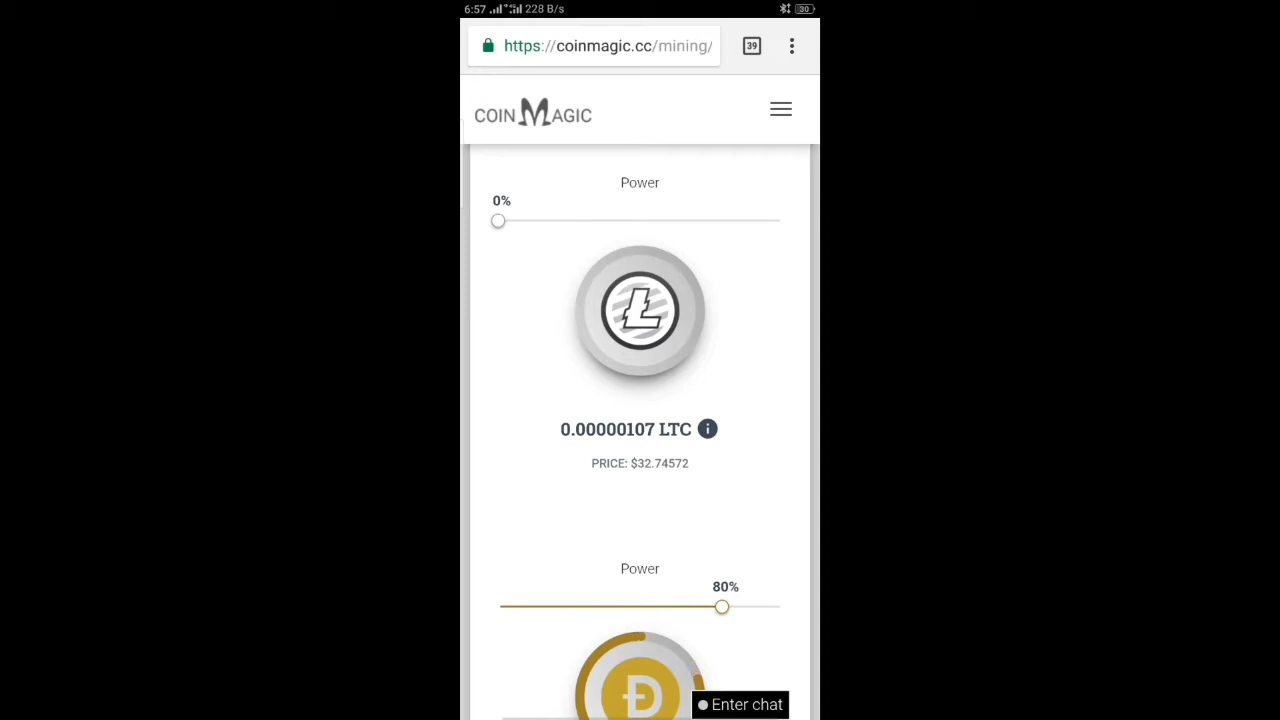 6:57 228 B/s 30
https://coinmagic.cc/mining/ 39
COIN MAGIC
Power
0%
0.00000107 LTC
PRICE: $32.74572
Power
80%
Enter chat